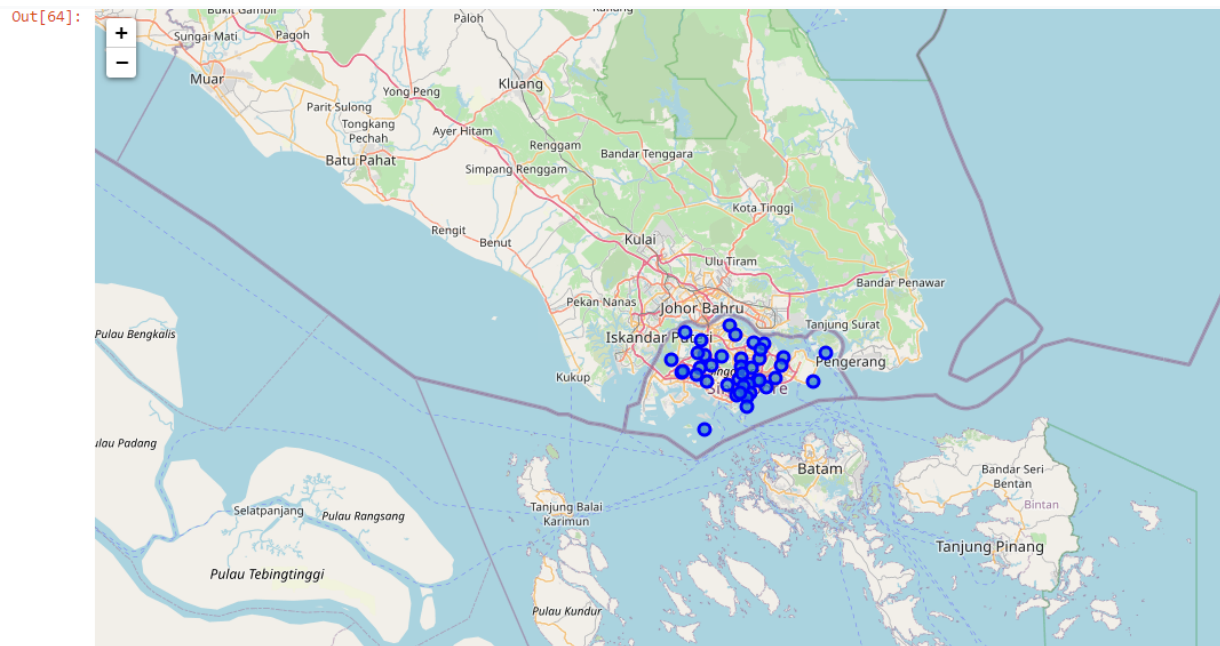 Out[64]:
+
−
Bukit Gambir
Paloh
Sungai Mati
Pagoh
Muar
Kluang
Yong Peng
Parit Sulong
Tongkang
Pechah
Ayer Hitam
Renggam
Bandar Tenggara
Batu Pahat
Simpang Renggam
Kota Tinggi
Rengit
Benut
Kulai
Ulu Tiram
Bandar Penawar
Pekan Nanas
Johor Bahru
Pulau Bengkalis
Iskandar Puteri
Tanjung Surat
Pengerang
Kukup
ulau Padang
Batam
Bandar Seri
Bentan
Bintan
Selatpanjang
Pulau Rangsang
Tanjung Balai
Karimun
Tanjung Pinang
Pulau Tebingtinggi
Pulau Kundur